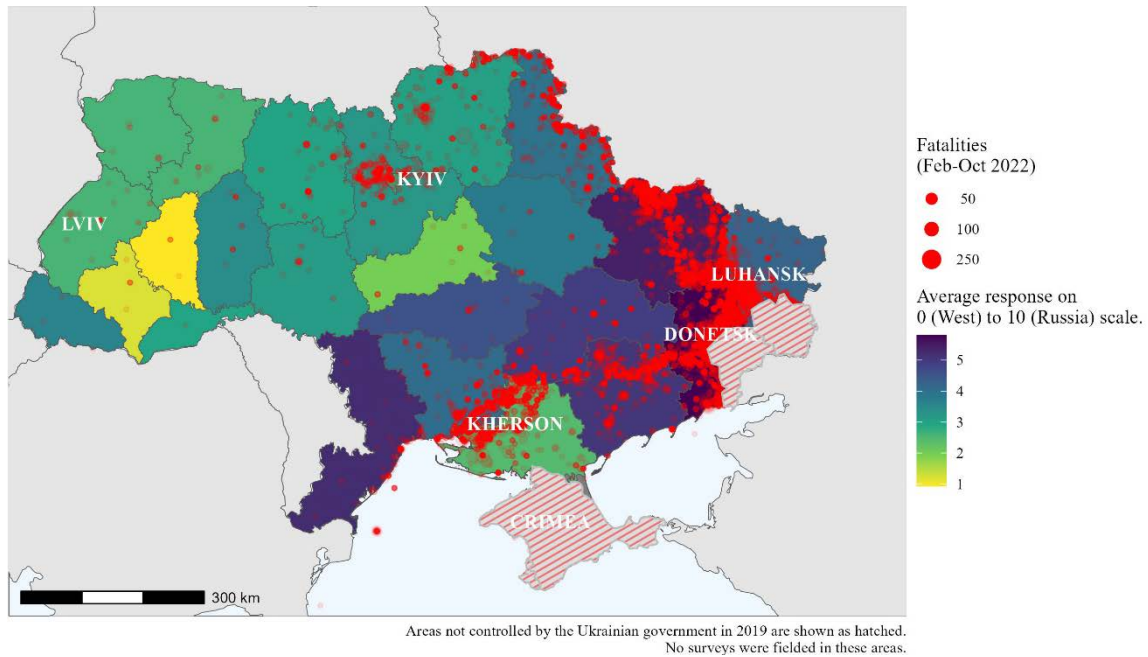 KYIV
LVIV
LUHANSK
DONETSK
KHERSON
CRIMEA
300 km
Fatalities
(Feb-Oct 2022)
50
100
250
Average response on
0 (West) to 10 (Russia) scale.
5
4
3
2
1
Areas not controlled by the Ukrainian government in 2019 are shown as hatched.
No surveys were fielded in these areas.